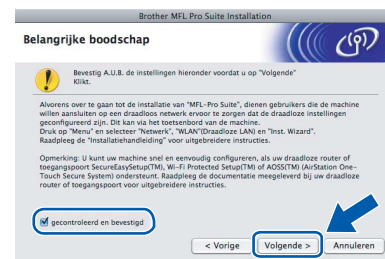 Brother MFL Pro Suite Installation
Belangrijke boodschap
Bevestig A.U.B. de instellingen hieronder voordat u op "Volgende"
Klikt.
Alvorens over te gaan tot de installatie van "MFL-Pro Suite", dienen gebruikers die de machine
willen aansluiten op een draadloos netwerk ervoor te zorgen dat de draadloze instellingen
geconfigureerd zijn. Dit kan via het toetsenbord van de machine.
Druk op "Menu" en selecteer "Netwerk", "WLAN"(Draadloze LAN) en "Inst. Wizard".
Raadpleeg de "Installatiehandleiding" voor uitgebreidere instructies.
Opmerking: U kunt uw machine snel en eenvoudig configureren, als uw draadloze router of
toegangspoort SecureEasySetup(TM), Wi-Fi Protected Setup(TM) of AOSS(TM) (AirStation One-
Touch Secure System) ondersteunt. Raadpleeg de documentatie meegeleverd bij uw draadloze
router of toegangspoort voor uitgebreidere instructies.
gecontroleerd en bevestigd
< Vorige Volgende > Annuleren